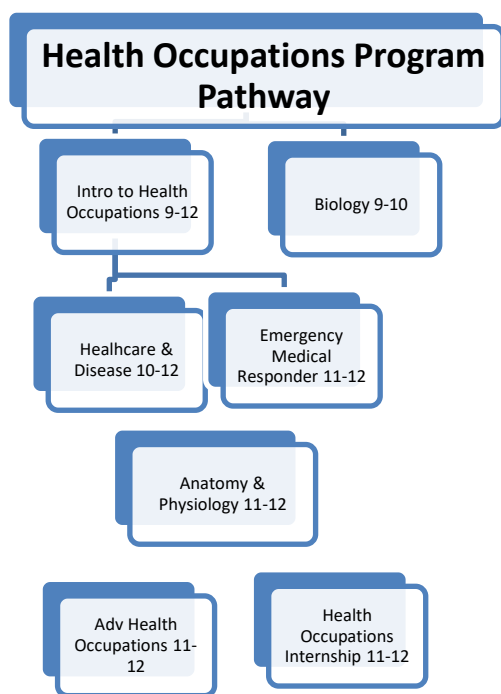 Health Occupations Program
Pathway
Intro to Health
Occupations 9-12
Biology 9-10
Healhcare &
Disease 10-12
Emergency
Medical
Responder 11-12
Anatomy &
Physiology 11-12
Adv Health
Occupations 11-
12
Health
Occupations
Internship 11-12